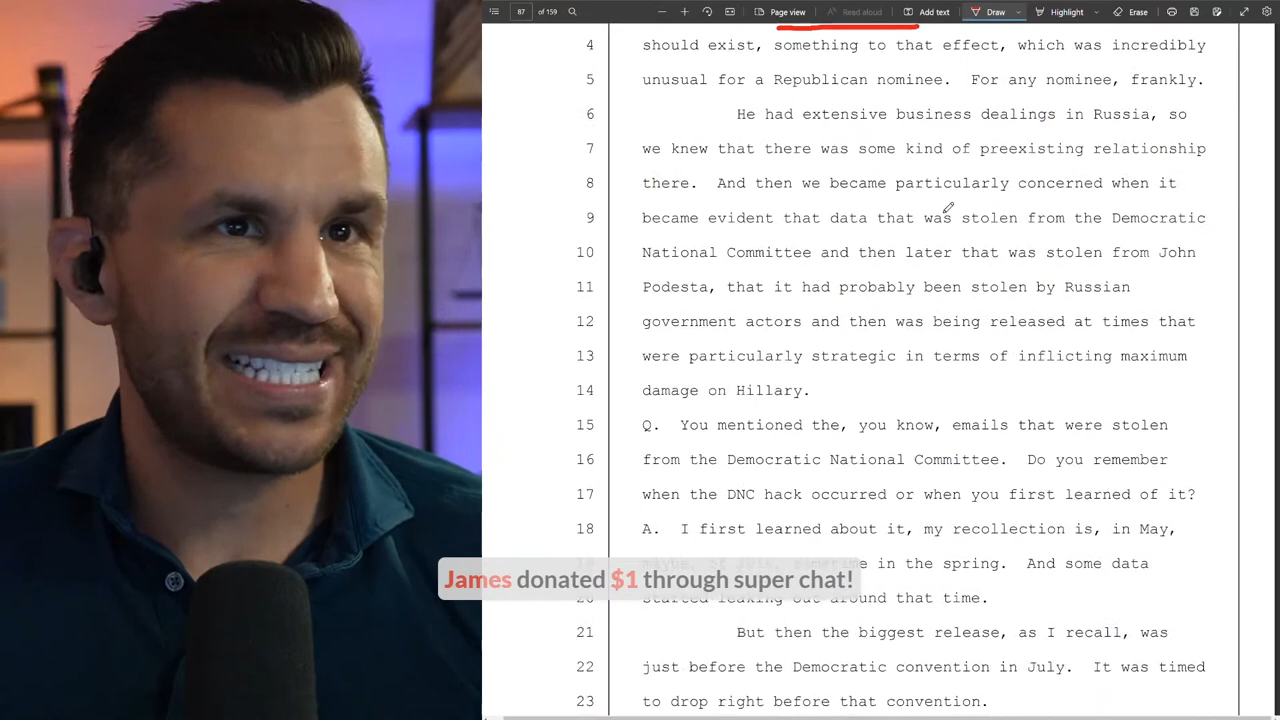 87 of 159 Page view Read aloud Add text Draw Highlight Erase
4 should exist, something to that effect, which was incredibly
5 unusual for a Republican nominee. For any nominee, frankly.
6 He had extensive business dealings in Russia, so
7 we knew that there was some kind of preexisting relationship
8 there. And then we became particularly concerned when it
9 became evident that data that was stolen from the Democratic
10 National Committee and then later that was stolen from John
11 Podesta, that it had probably been stolen by Russian
12 government actors and then was being released at times that
13 were particularly strategic in terms of inflicting maximum
14 damage on Hillary.
15 Q. You mentioned the, you know, emails that were stolen
16 from the Democratic National Committee. Do you remember
17 when the DNC hack occurred or when you first learned of it?
18 A. I first learned about it, my recollection is, in May,
in the spring. And some data
James donated $1 through super chat!
started leaking out around that time.
21 But then the biggest release, as I recall, was
22 just before the Democratic convention in July. It was timed
23 to drop right before that convention.